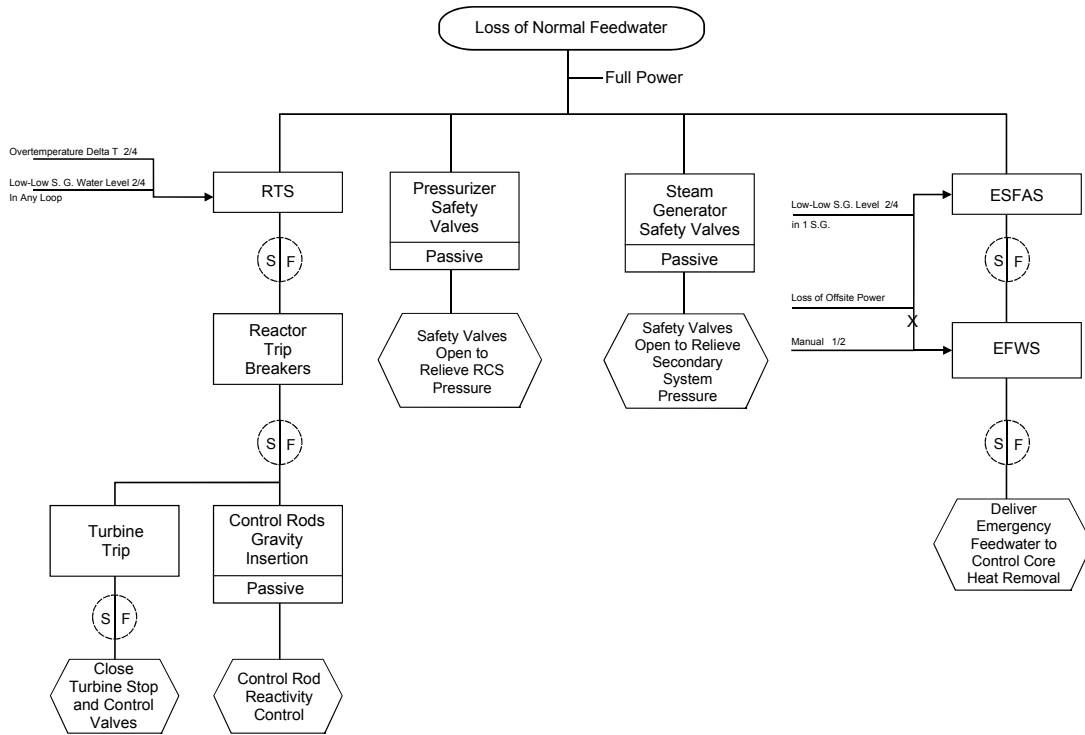 Loss of Normal Feedwater
Full Power
Overtemperature Delta T 2/4
Low-Low S. G. Water Level 2/4
In Any Loop
RTS
Pressurizer
Safety
Valves
Passive
Steam
Generator
Safety Valves
Passive
Low-Low S.G. Level 2/4
in 1 S.G.
ESFAS
S F
S F
Loss of Offsite Power
X
Manual 1/2
EFWS
Reactor
Trip
Breakers
Safety Valves
Open to
Relieve RCS
Pressure
Safety Valves
Open to Relieve
Secondary
System
Pressure
S F
S F
Turbine
Trip
Control Rods
Gravity
Insertion
Passive
Deliver
Emergency
Feedwater to
Control Core
Heat Removal
S F
Close
Turbine Stop
and Control
Valves
Control Rod
Reactivity
Control